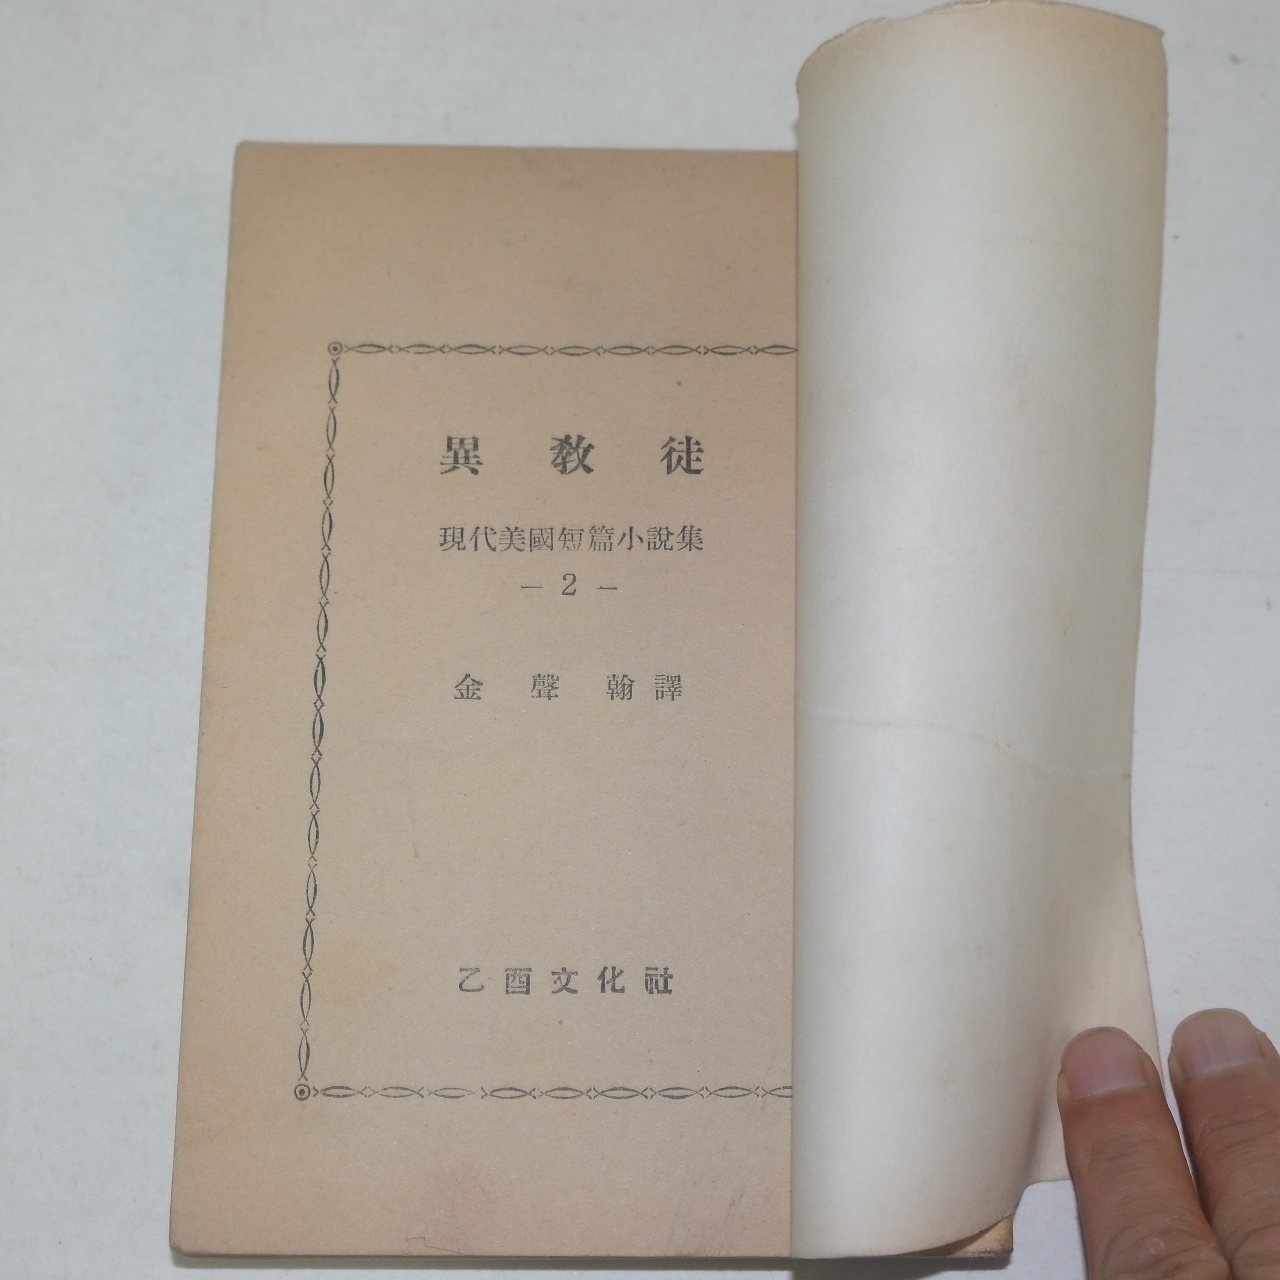 異教徒
現代美國短篇小說集
— 2 —
金聲翰譯
乙酉文化社